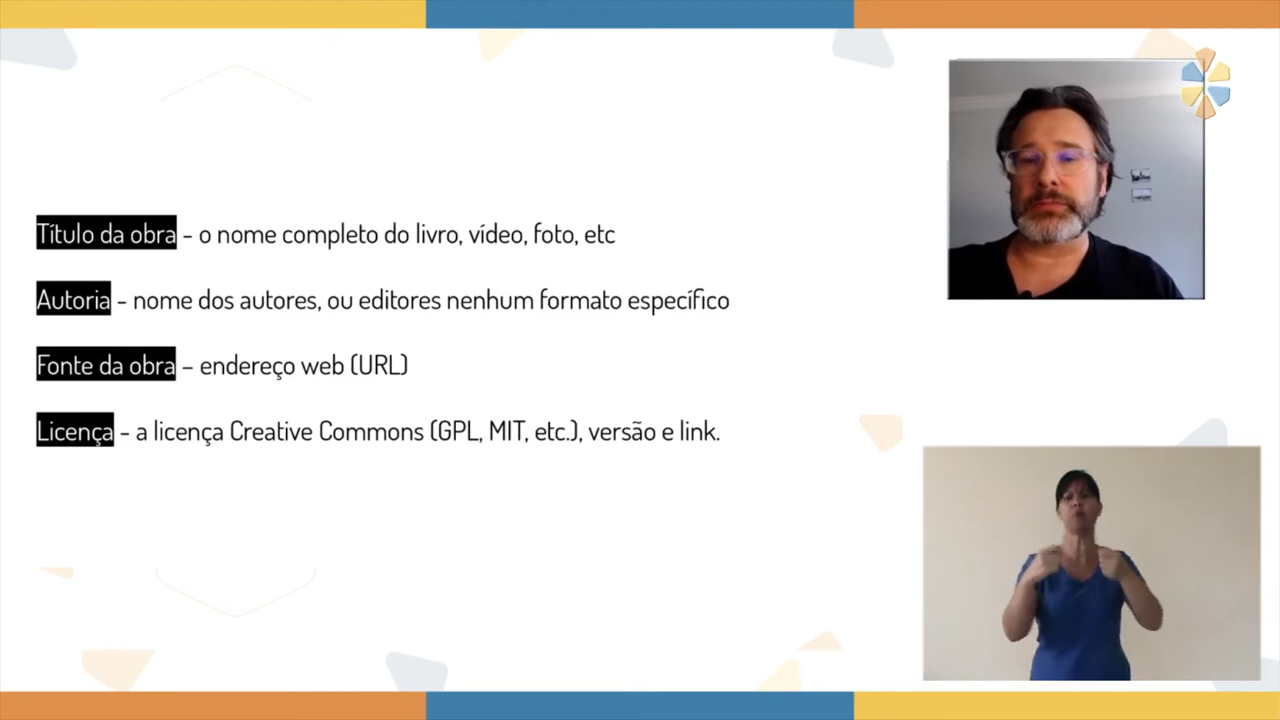 Título da obra - o nome completo do livro, vídeo, foto, etc
Autoria - nome dos autores, ou editores nenhum formato específico
Fonte da obra – endereço web (URL)
Licença - a licença Creative Commons (GPL, MIT, etc.), versão e link.